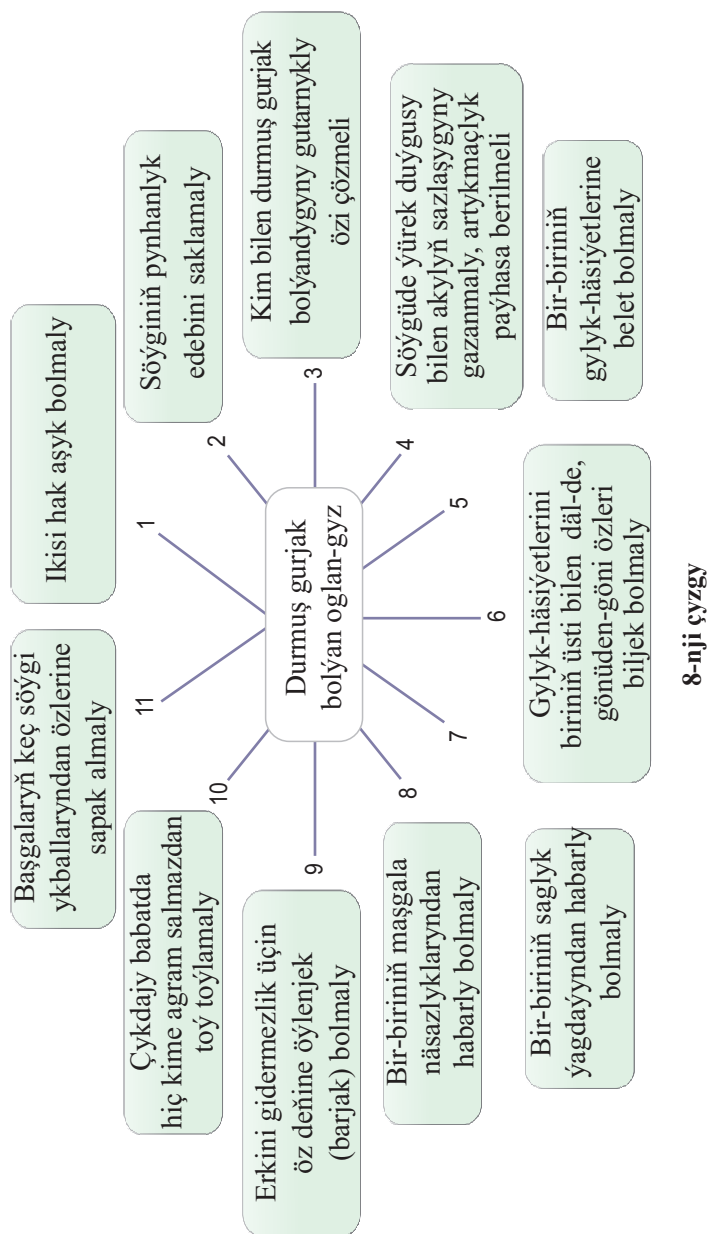 Durmuş gurjak
bolýan oglan-gyz
1
Ikisi hak aşyk bolmaly
2
Söýginiň pynhanlyk
edebini saklamaly
3
Kim bilen durmuş gurjak
bolýandygyny gutarnykly
özi çözmeli
4
Söýgüde ýürek duýgusy
bilen akylyň sazlaşygyny
gazanmaly, artykmaçlyk
paýhasa berilmeli
5
Bir-biriniň
gylyk-häsiýetlerine
belet bolmaly
6
Gylyk-häsiýetlerini
biriniň üsti bilen däl-de,
gönüden-göni özleri
biljek bolmaly
7
Bir-biriniň saglyk
ýagdaýyndan habarly
bolmaly
8
Bir-biriniň maşgala
näsazlyklaryndan
habarly bolmaly
9
Erkini gidermezlik üçin
öz deňine öýlenjek
(barjak) bolmaly
10
Çykdajy babatda
hiç kime agram salmazdan
toý toýlamaly
11
Başgalaryň keç söýgi
ykballaryndan özlerine
sapak almaly
8-nji çyzgy